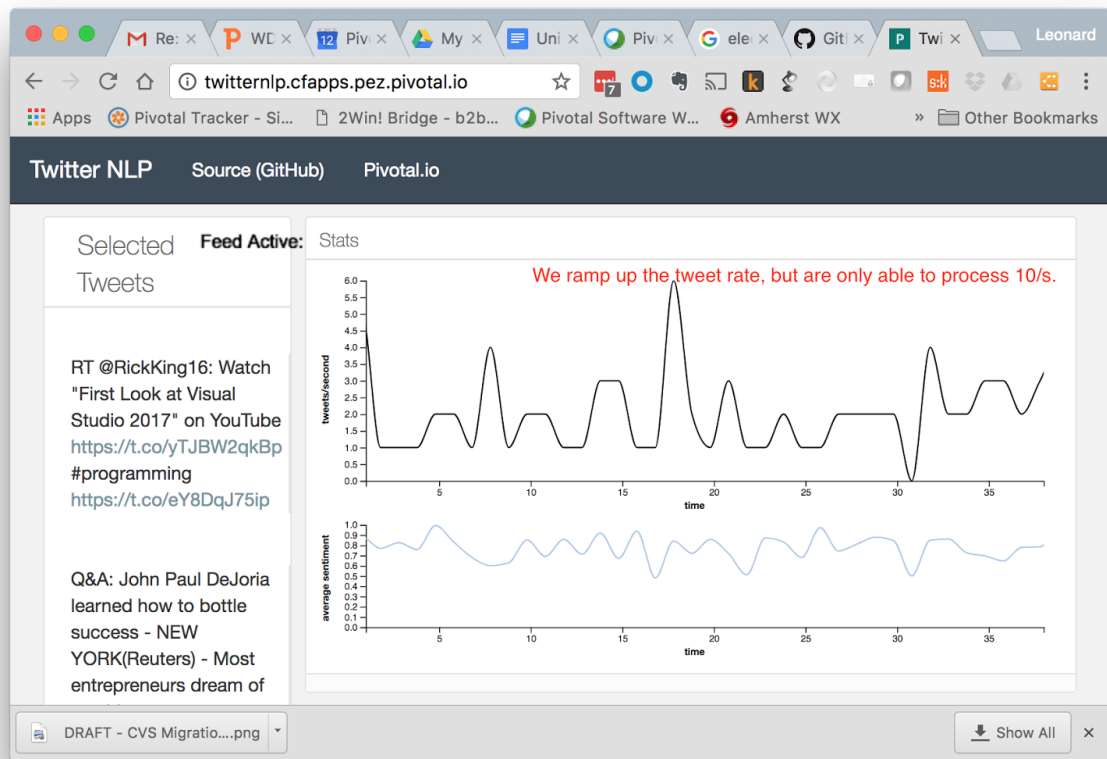 Re:
WD
12
Piv
My
Uni
Piv
ele
Git
Twi
Leonard
twitternlp.cfapps.pez.pivotal.io
7
k
s:k
Apps
Pivotal Tracker - Si...
2Win! Bridge - b2b...
Pivotal Software W...
Amherst WX
»
Other Bookmarks
Twitter NLP
Source (GitHub)
Pivotal.io
Selected
Tweets
Feed Active:
RT @RickKing16: Watch
"First Look at Visual
Studio 2017" on YouTube
https://t.co/yTJBW2qkBp
#programming
https://t.co/eY8DqJ75ip
Q&A: John Paul DeJoria
learned how to bottle
success - NEW
YORK(Reuters) - Most
entrepreneurs dream of
Stats
We ramp up the tweet rate, but are only able to process 10/s.
tweets/second
6.0
5.5
5.0
4.5
4.0
3.5
3.0
2.5
2.0
1.5
1.0
0.5
0.0
5 10 15 20 25 30 35
time
average sentiment
1.0
0.9
0.8
0.7
0.6
0.5
0.4
0.3
0.2
0.1
0.0
5 10 15 20 25 30 35
time
DRAFT - CVS Migratio....png
Show All